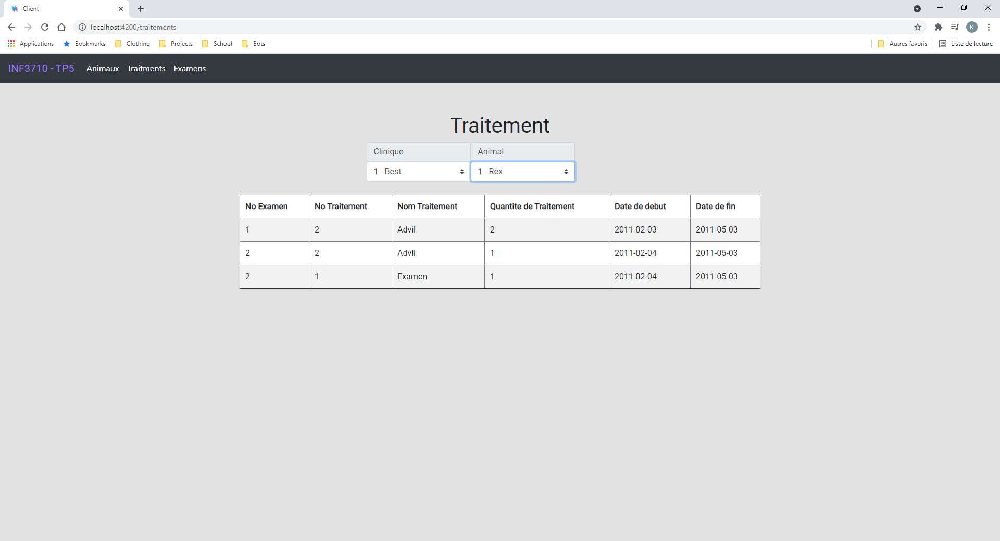 Client
localhost:4200/traitements
K
Applications Bookmarks Clothing Projects School Bots Autres favoris Liste de lecture
INF3710 - TP5 Animaux Traitments Examens
Traitement
Clinique Animal
1 - Best 1 - Rex
No Examen No Traitement Nom Traitement Quantite de Traitement Date de debut Date de fin
1 2 Advil 2 2011-02-03 2011-05-03
2 2 Advil 1 2011-02-04 2011-05-03
2 1 Examen 1 2011-02-04 2011-05-03